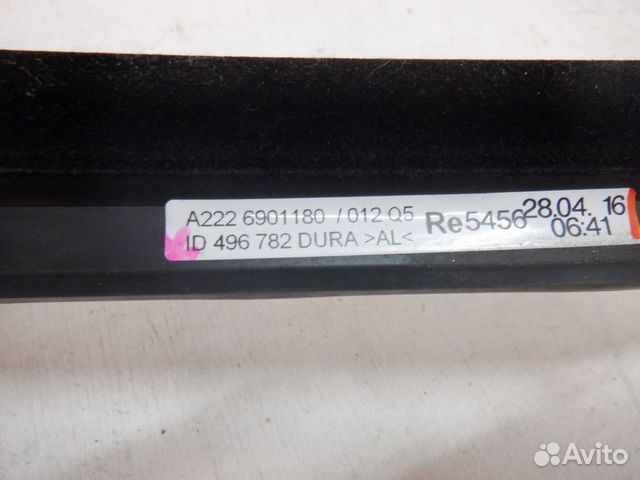 A222 6901180 / 012 Q5
ID 496 782 DURA >AL<
Re5456
28.04. 16
06:41
Avito